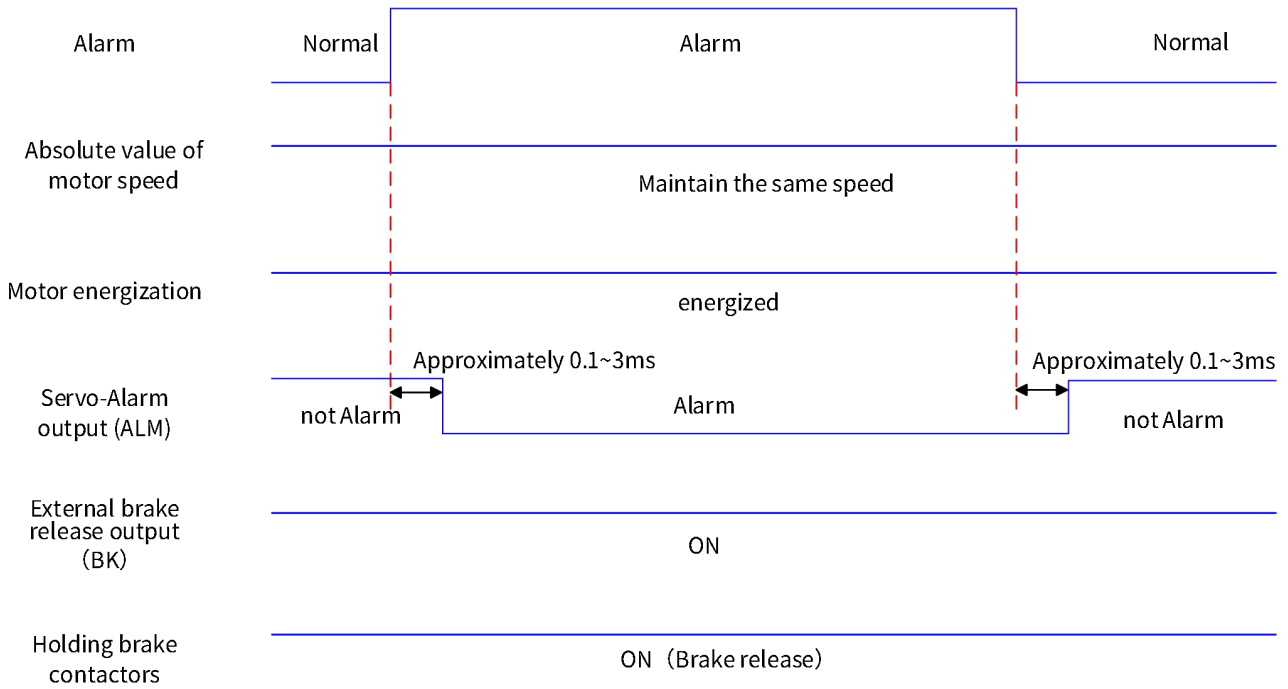 Alarm
Normal
Alarm
Normal
Absolute value of
motor speed
Maintain the same speed
Motor energization
energized
Approximately 0.1~3ms
Approximately 0.1~3ms
Servo-Alarm
output (ALM)
not Alarm
Alarm
not Alarm
External brake
release output
（BK）
ON
Holding brake
contactors
ON（Brake release）